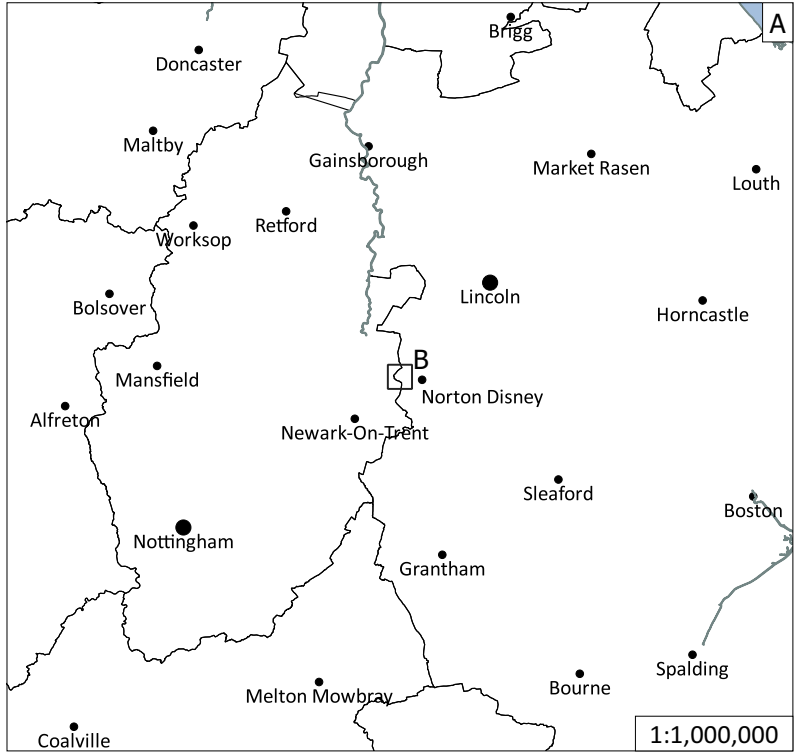 A
Brigg
Doncaster
Maltby
Gainsborough
Market Rasen
Louth
Retford
Worksop
Lincoln
Bolsover
Horncastle
B
Mansfield
Norton Disney
Alfreton
Newark-On-Trent
Sleaford
Boston
Nottingham
Grantham
Spalding
Bourne
Melton Mowbray
Coalville
1:1,000,000